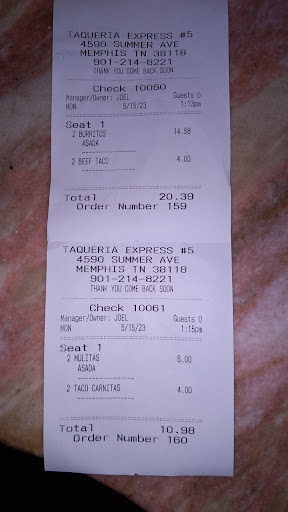 TAQUERIA EXPRESS #5
4590 SUMMER AVE
MEMPHIS TN 38118
901-214-8221
THANK YOU COME BACK SOON
Check 10060
Manager/Owner: JOEL Guests 0
MON 5/15/23 1:13pm
Seat 1
2 BURRITOS 14.58
ASADA
2 BEEF TACO 4.00
Total 20.39
Order Number 159
TAQUERIA EXPRESS #5
4590 SUMMER AVE
MEMPHIS TN 38118
901-214-8221
THANK YOU COME BACK SOON
Check 10061
Manager/Owner: JOEL Guests 0
MON 5/15/23 1:15pm
Seat 1
2 MULITAS 6.00
ASADA
2 TACO CARNITAS 4.00
Total 10.98
Order Number 160